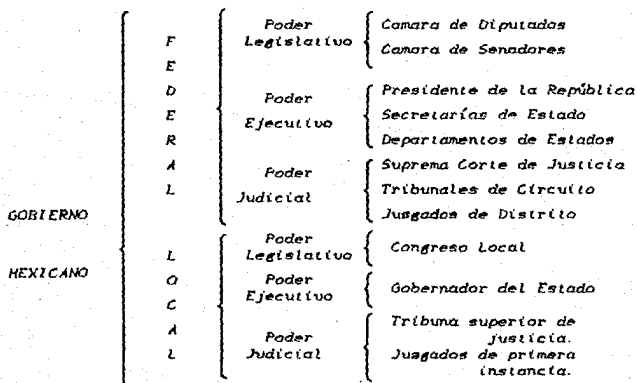 GOBIERNO
MEXICANO
F
E
D
E
R
A
L
Poder
Legislativo
Camara de Diputados
Camara de Senadores
Poder
Ejecutivo
Presidente de la República
Secretarías de Estado
Departamentos de Estados
Poder
Judicial
Suprema Corte de Justicia
Tribunales de Circuito
Juzgados de Distrito
L
O
C
A
L
Poder
Legislativo
Congreso Local
Poder
Ejecutivo
Gobernador del Estado
Poder
Judicial
Tribuna superior de
justicia.
Juzgados de primera
instancia.